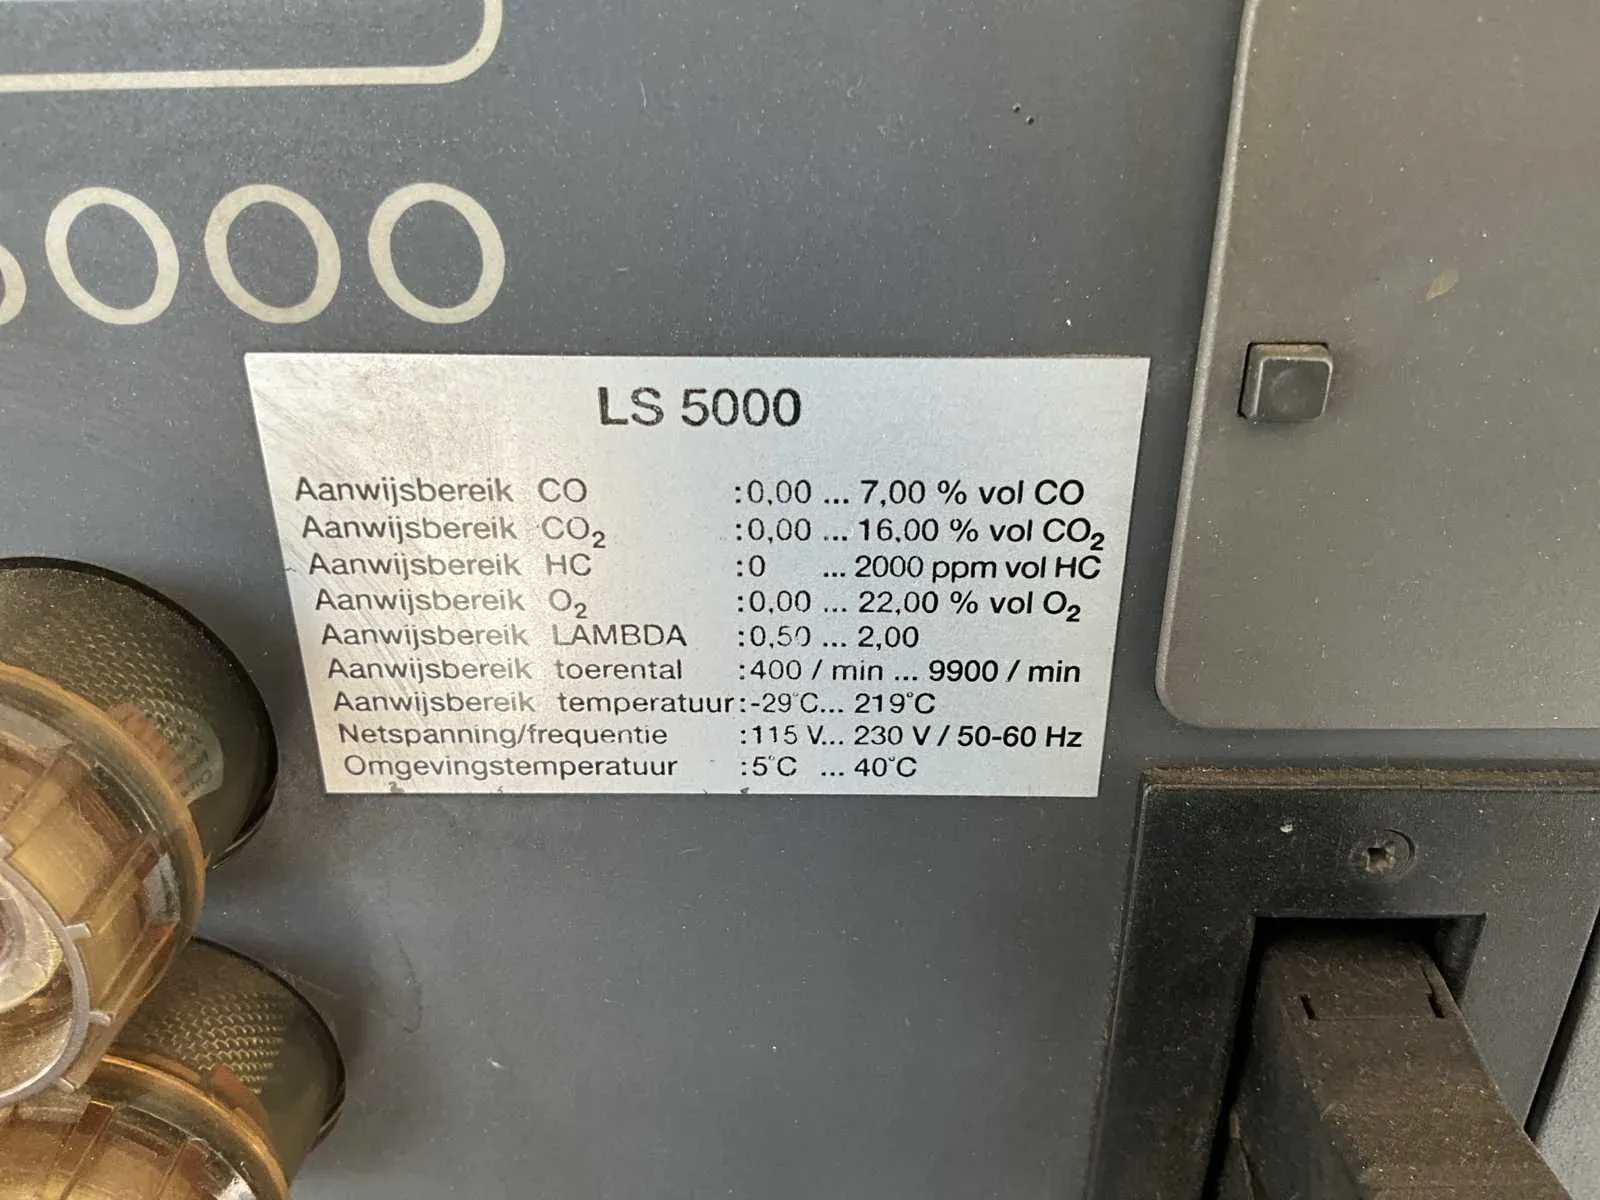 5000
LS 5000
Aanwijsbereik CO :0,00 ... 7,00 % vol CO
Aanwijsbereik CO₂ :0,00 ... 16,00 % vol CO₂
Aanwijsbereik HC :0 ... 2000 ppm vol HC
Aanwijsbereik O₂ :0,00 ... 22,00 % vol O₂
Aanwijsbereik LAMBDA :0,50 ... 2,00
Aanwijsbereik toerental :400 / min ... 9900 / min
Aanwijsbereik temperatuur:-29°C... 219°C
Netspanning/frequentie :115 V... 230 V / 50-60 Hz
Omgevingstemperatuur :5°C ... 40°C